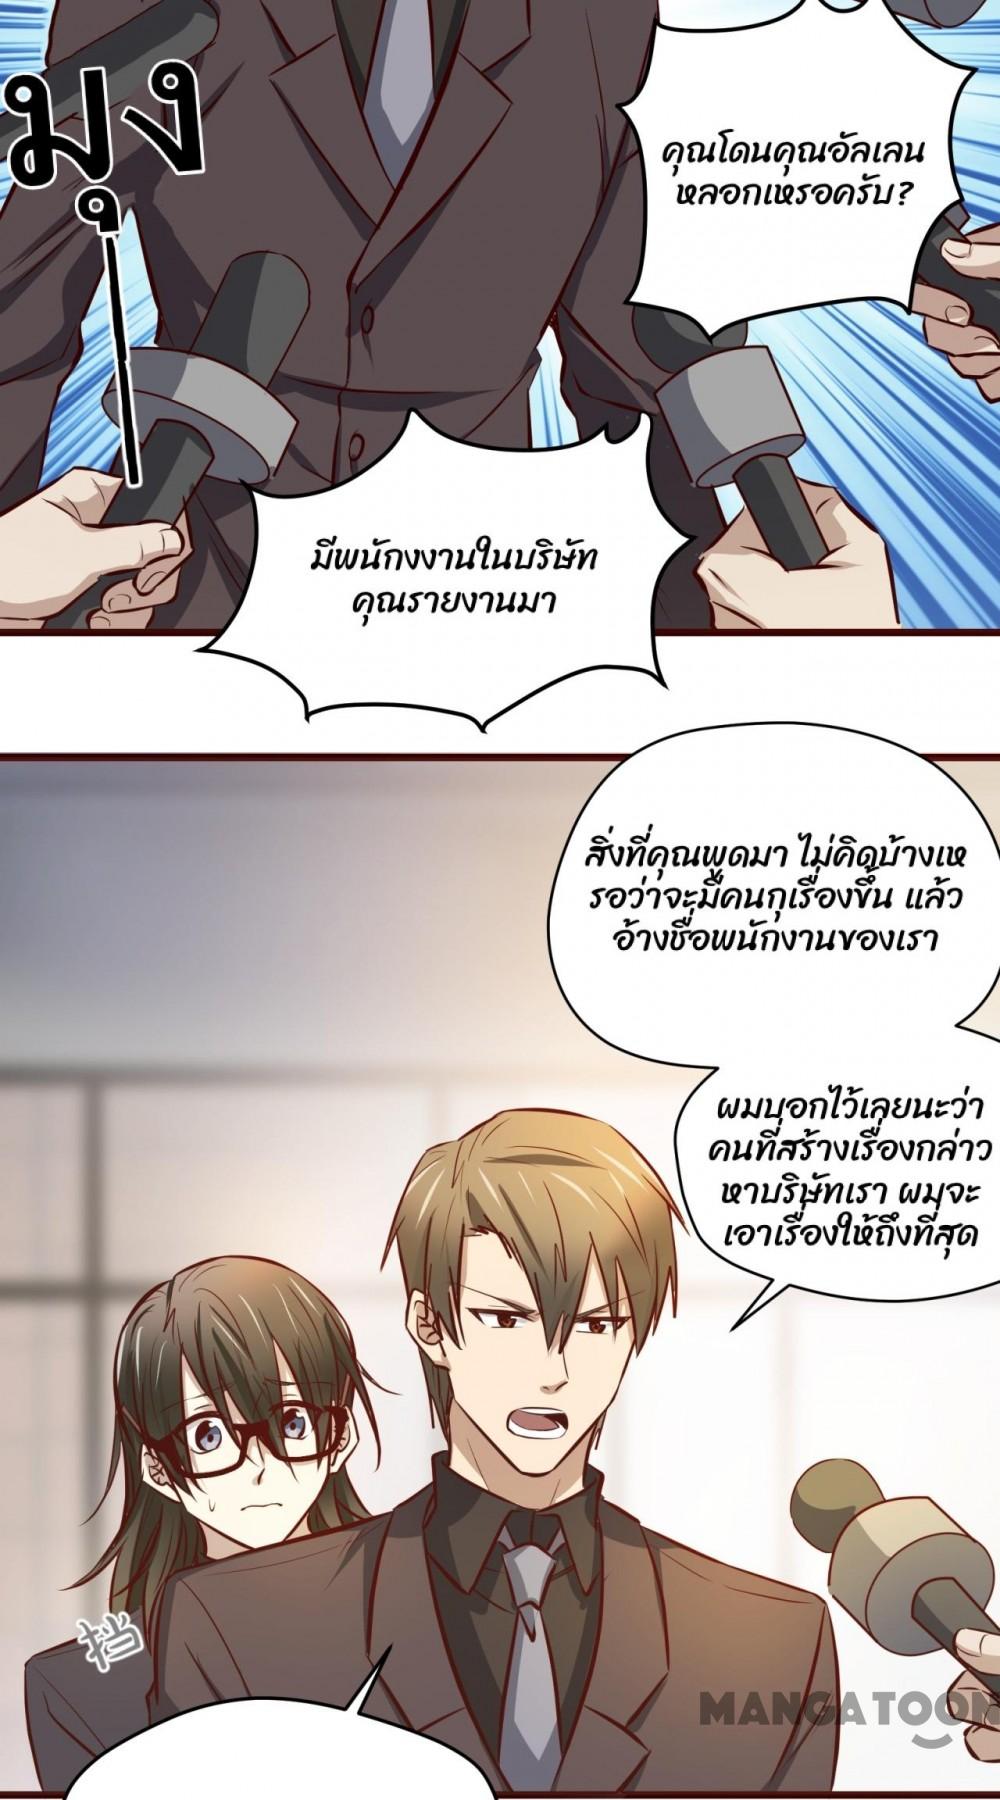 มุง
คุณโดนคุณอัลเลน
หลอกเหรอครับ?
มีพนักงงานในบริษัท
คุณรายงานมา
สิ่งที่คุณพูดมา ไม่คิดบ้างเห
รอว่าจะมีคนกุเรื่องขึ้น แล้ว
อ้างชื่อพนักงานของเรา
ผมบอกไว้เลยนะว่า
คนที่สร้างเรื่องกล่าว
หาบริษัทเรา ผมจะ
เอาเรื่องให้ถึงที่สุด
挡
MANGATOON